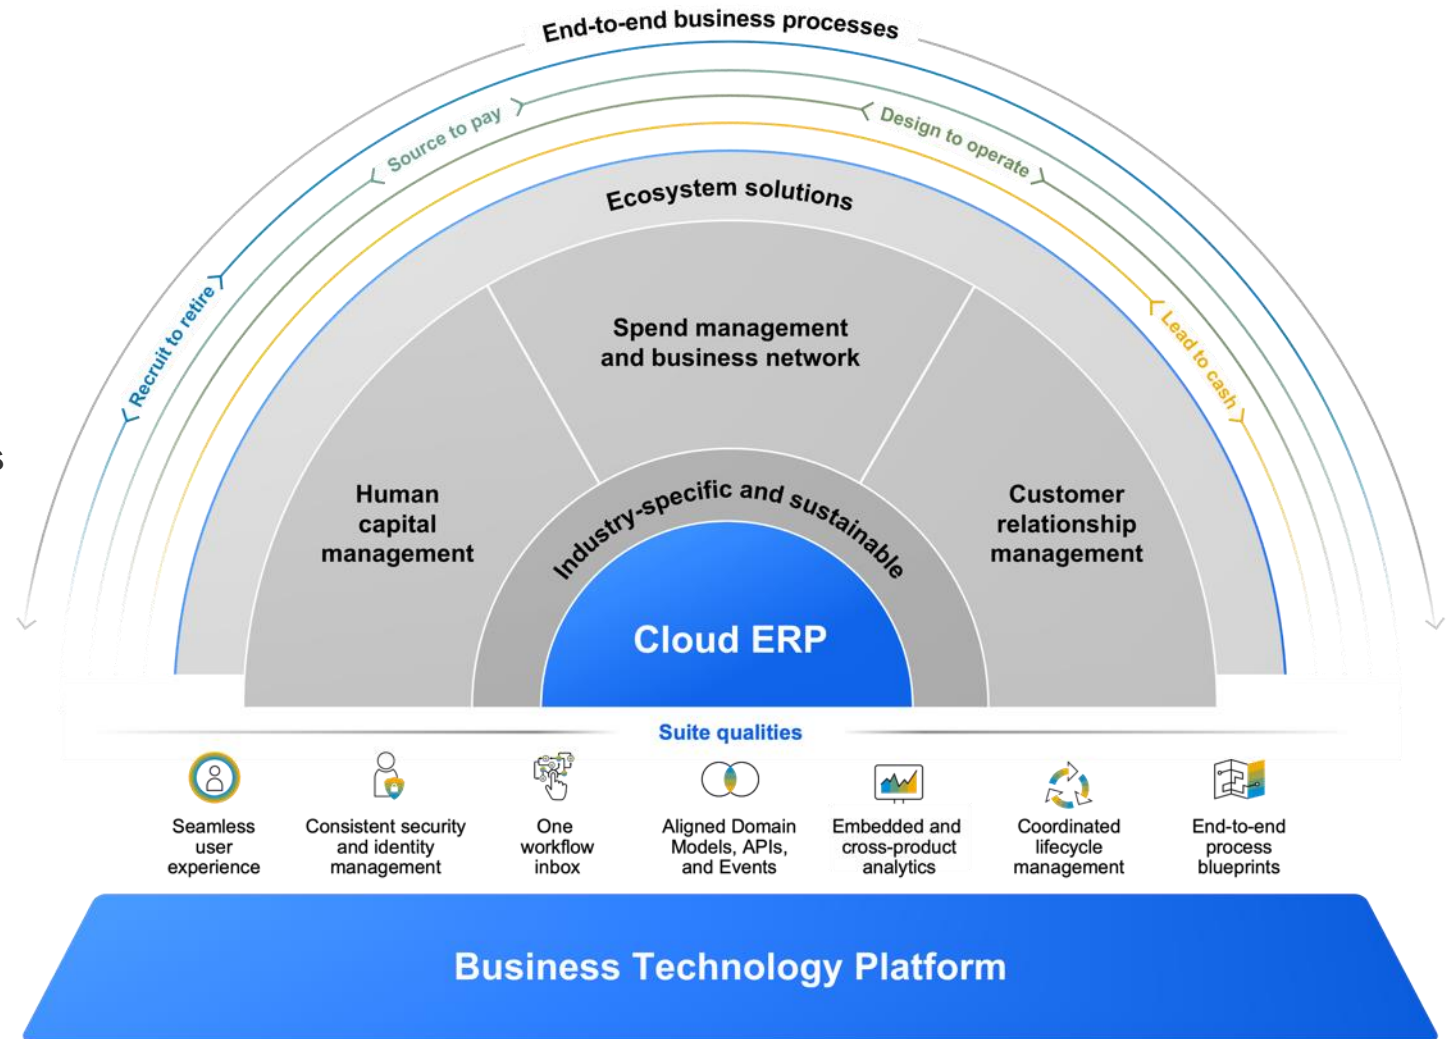 End-to-end business processes
Source to pay
Design to operate
Recruit to retire
Lead to cash
Ecosystem solutions
Spend management
and business network
Human
capital
management
Customer
relationship
management
Industry-specific and sustainable
Cloud ERP
s
Suite qualities
Seamless
user
experience
Consistent security
and identity
management
One
workflow
inbox
Aligned Domain
Models, APIs,
and Events
Embedded and
cross-product
analytics
Coordinated
lifecycle
management
End-to-end
process
blueprints
Business Technology Platform